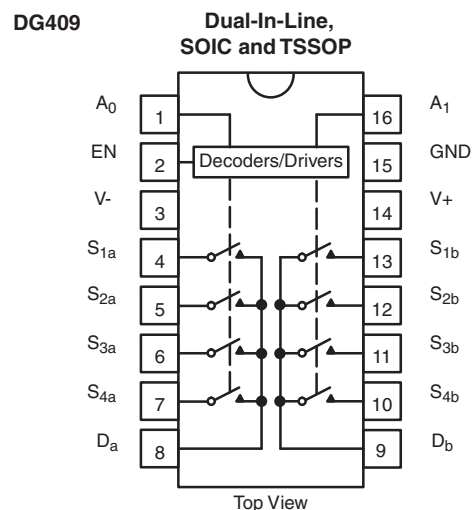 DG409
Dual-In-Line,
SOIC and TSSOP
A0 1 16 A1
EN 2 Decoders/Drivers 15 GND
V- 3 14 V+
S1a 4 13 S1b
S2a 5 12 S2b
S3a 6 11 S3b
S4a 7 10 S4b
Da 8 9 Db
Top View